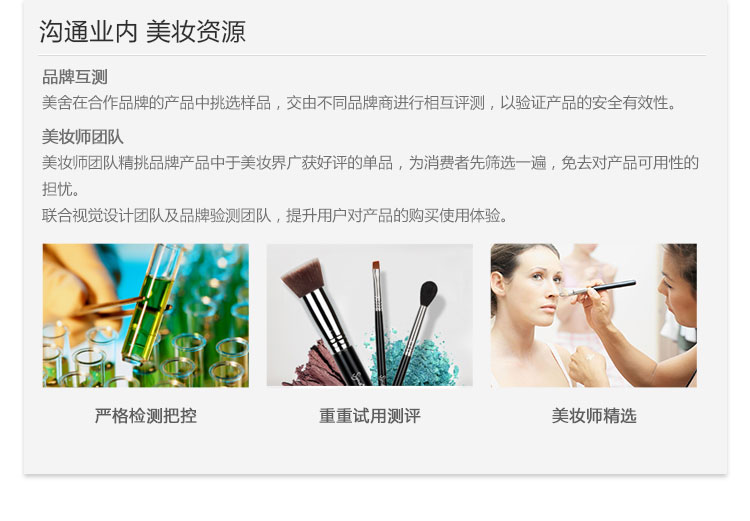 沟通业内 美妆资源
品牌互测
美舍在合作品牌的产品中挑选样品，交由不同品牌商进行相互评测，以验证产品的安全有效性。
美妆师团队
美妆师团队精挑品牌产品中于美妆界广获好评的单品，为消费者先筛选一遍，免去对产品可用性的
担忧。
联合视觉设计团队及品牌验测团队，提升用户对产品的购买使用体验。
严格检测把控
重重试用测评
美妆师精选